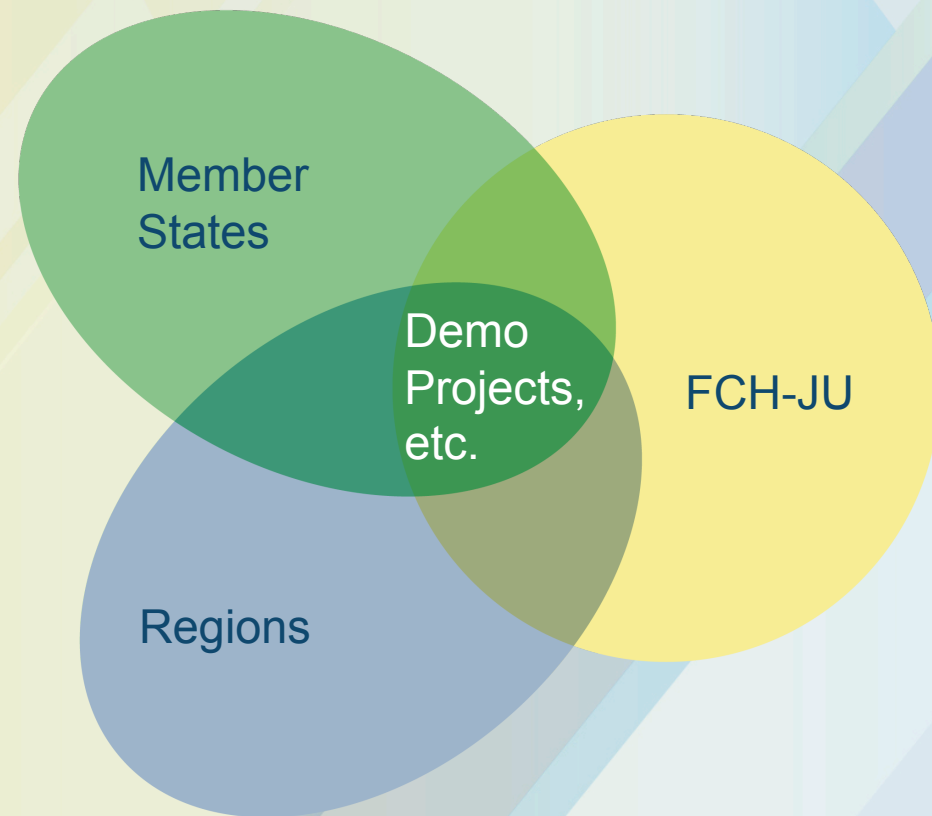 Member
States
Demo
Projects,
etc.
FCH-JU
Regions